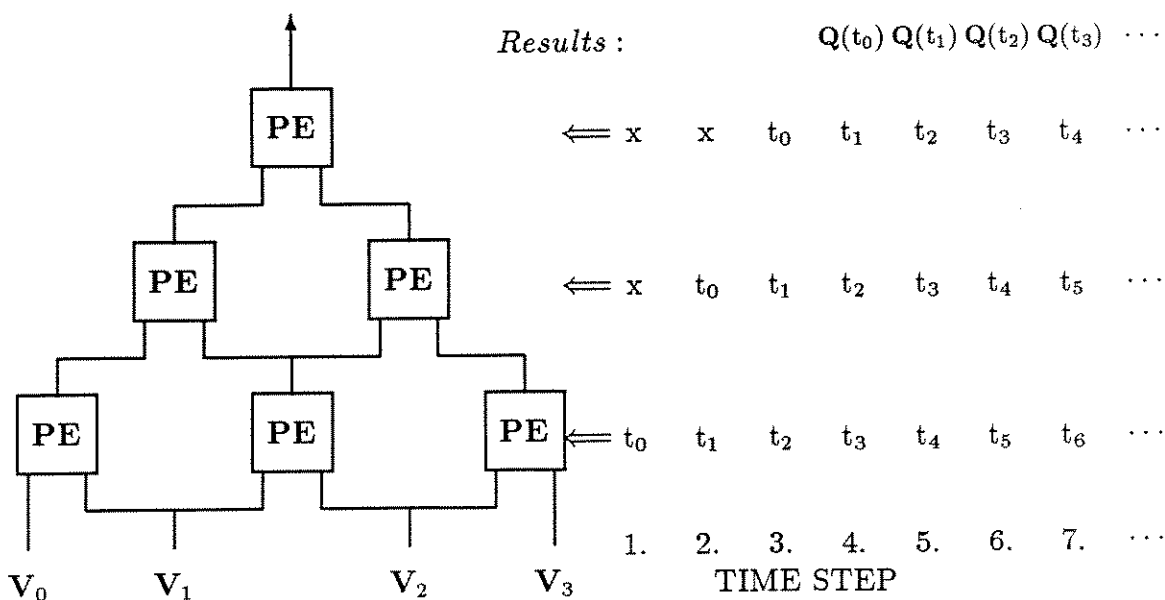 Results : Q(t₀) Q(t₁) Q(t₂) Q(t₃) ···
PE ⟸ x x t₀ t₁ t₂ t₃ t₄ ···
PE PE ⟸ x t₀ t₁ t₂ t₃ t₄ t₅ ···
PE PE PE ⟸ t₀ t₁ t₂ t₃ t₄ t₅ t₆ ···
1. 2. 3. 4. 5. 6. 7. ···
V₀ V₁ V₂ V₃ TIME STEP